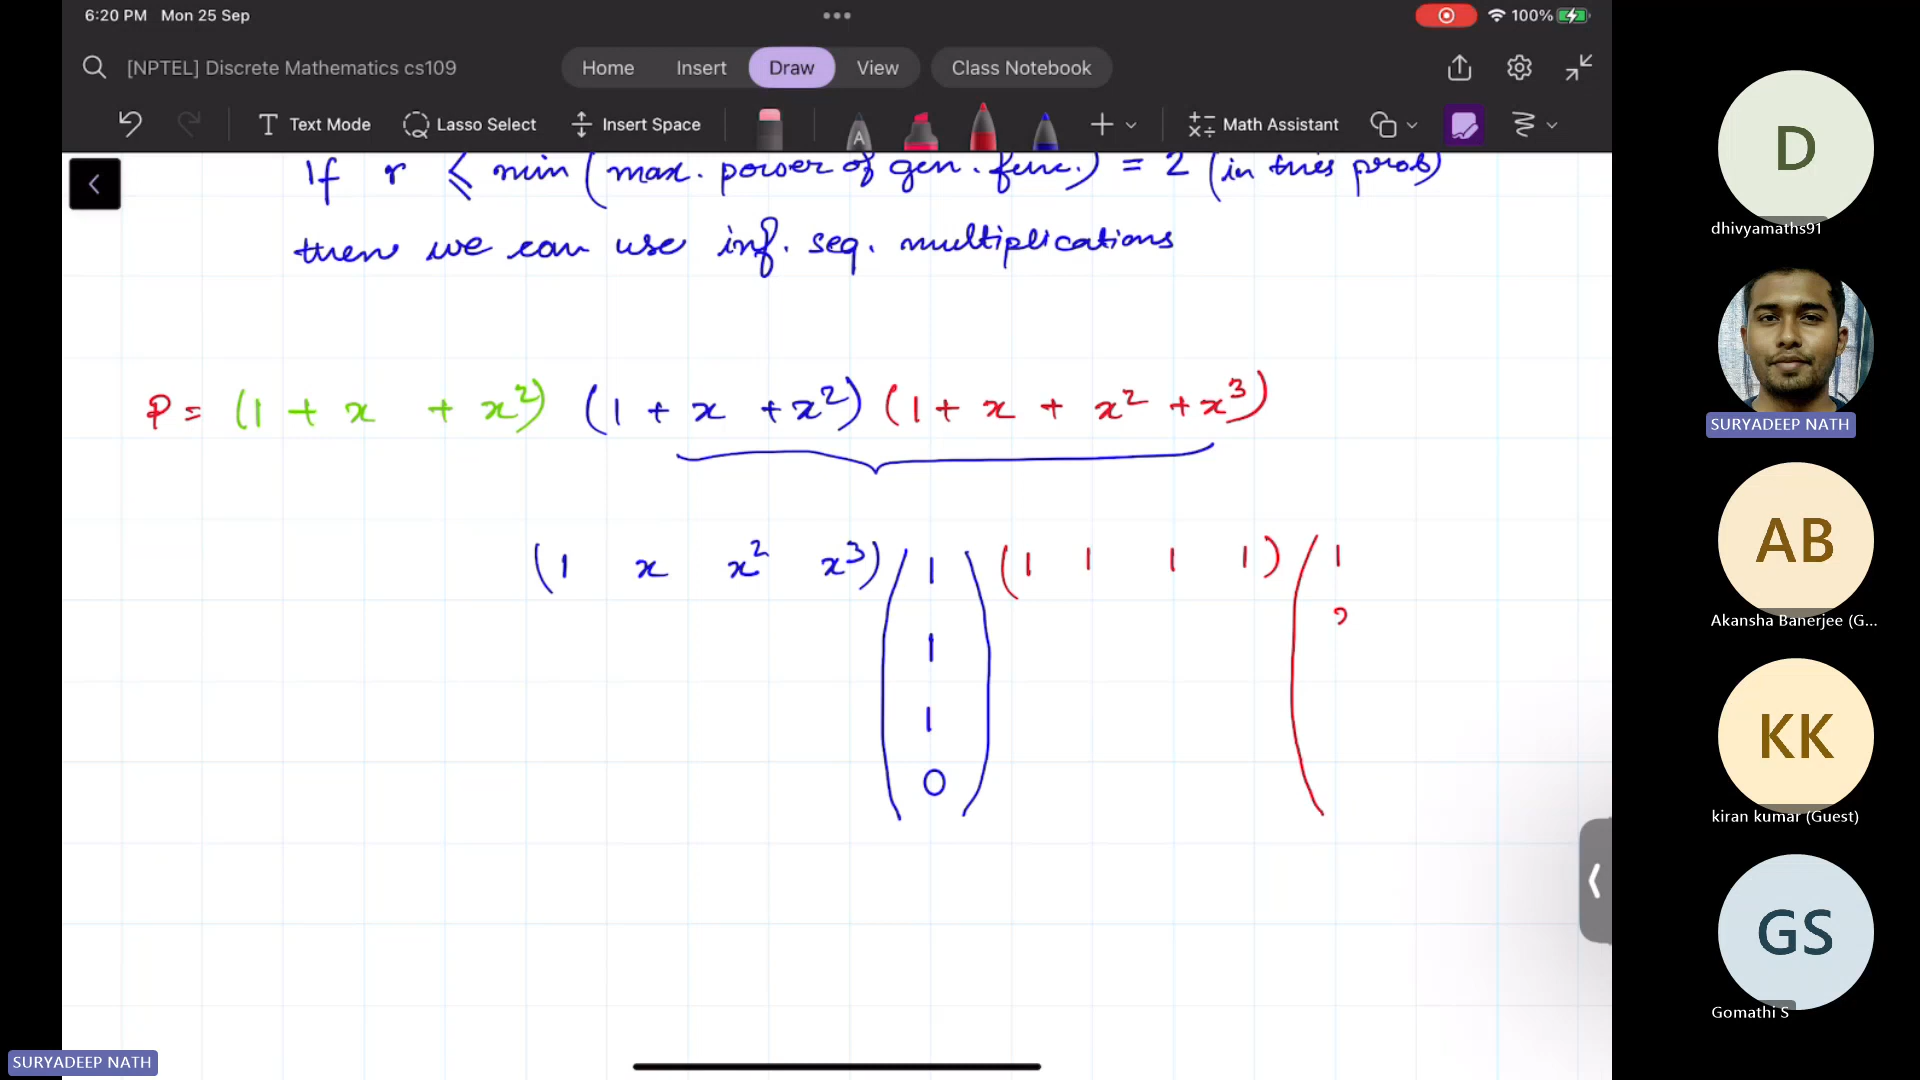 6:20 PM Mon 25 Sep
100%
[NPTEL] Discrete Mathematics cs109
Home Insert Draw View Class Notebook
Text Mode Lasso Select Insert Space Math Assistant
If r ⩽ min (max. power of gen. func.) = 2 (in this prob)
then we can use inf. seq. multiplications
P = (1 + x + x²) (1 + x + x²) (1 + x + x² + x³)
(1 x x² x³) ( 1 ) (1 1 1 1) ( 1
1
1
0
D
dhivyamaths91
SURYADEEP NATH
AB
Akansha Banerjee (G...
KK
kiran kumar (Guest)
GS
Gomathi S
SURYADEEP NATH